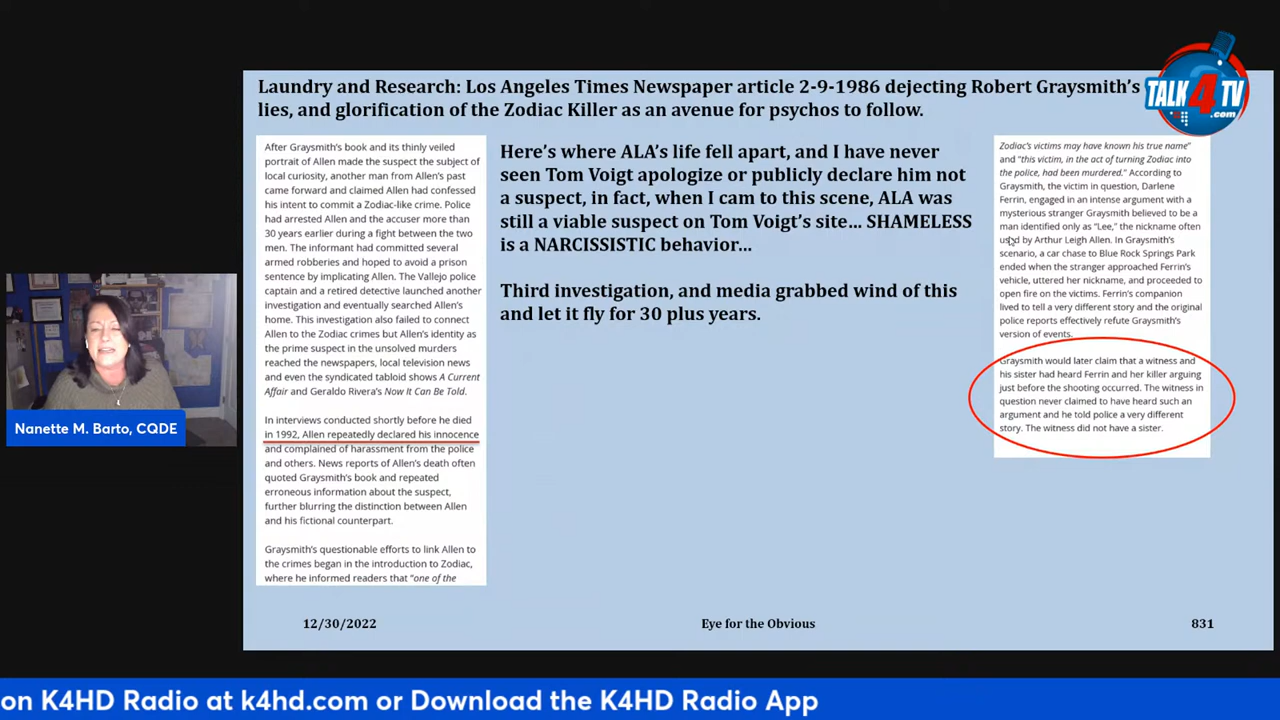 Laundry and Research: Los Angeles Times Newspaper article 2-9-1986 dejecting Robert Graysmith's
lies, and glorification of the Zodiac Killer as an avenue for psychos to follow.
TALK4TV
.com
After Graysmith's book and its thinly veiled
portrait of Allen made the suspect the subject of
local curiosity, another man from Allen's past
came forward and claimed Allen had confessed
his intent to commit a Zodiac-like crime. Police
had arrested Allen and the accuser more than
30 years earlier during a fight between the two
men. The informant had committed several
armed robberies and hoped to avoid a prison
sentence by implicating Allen. The Vallejo police
captain and a retired detective launched another
investigation and eventually searched Allen's
home. This investigation also failed to connect
Allen to the Zodiac crimes but Allen's identity as
the prime suspect in the unsolved murders
reached the newspapers, local television news
and even the syndicated tabloid shows A Current
Affair and Geraldo Rivera's Now It Can Be Told.
In interviews conducted shortly before he died
in 1992, Allen repeatedly declared his innocence
and complained of harassment from the police
and others. News reports of Allen's death often
quoted Graysmith's book and repeated
erroneous information about the suspect,
further blurring the distinction between Allen
and his fictional counterpart.
Graysmith's questionable efforts to link Allen to
the crimes began in the introduction to Zodiac,
where he informed readers that "one of the
Here's where ALA's life fell apart, and I have never
seen Tom Voigt apologize or publicly declare him not
a suspect, in fact, when I cam to this scene, ALA was
still a viable suspect on Tom Voigt's site... SHAMELESS
is a NARCISSISTIC behavior...
Third investigation, and media grabbed wind of this
and let it fly for 30 plus years.
Zodiac's victims may have known his true name"
and "this victim, in the act of turning Zodiac into
the police, had been murdered." According to
Graysmith, the victim in question, Darlene
Ferrin, engaged in an intense argument with a
mysterious stranger Graysmith believed to be a
man identified only as "Lee," the nickname often
used by Arthur Leigh Allen. In Graysmith's
scenario, a car chase to Blue Rock Springs Park
ended when the stranger approached Ferrin's
vehicle, uttered her nickname, and proceeded to
open fire on the victims. Ferrin's companion
lived to tell a very different story and the original
police reports effectively refute Graysmith's
version of events.
Graysmith would later claim that a witness and
his sister had heard Ferrin and her killer arguing
just before the shooting occurred. The witness in
question never claimed to have heard such an
argument and he told police a very different
story. The witness did not have a sister.
Nanette M. Barto, CQDE
12/30/2022
Eye for the Obvious
831
on K4HD Radio at k4hd.com or Download the K4HD Radio App